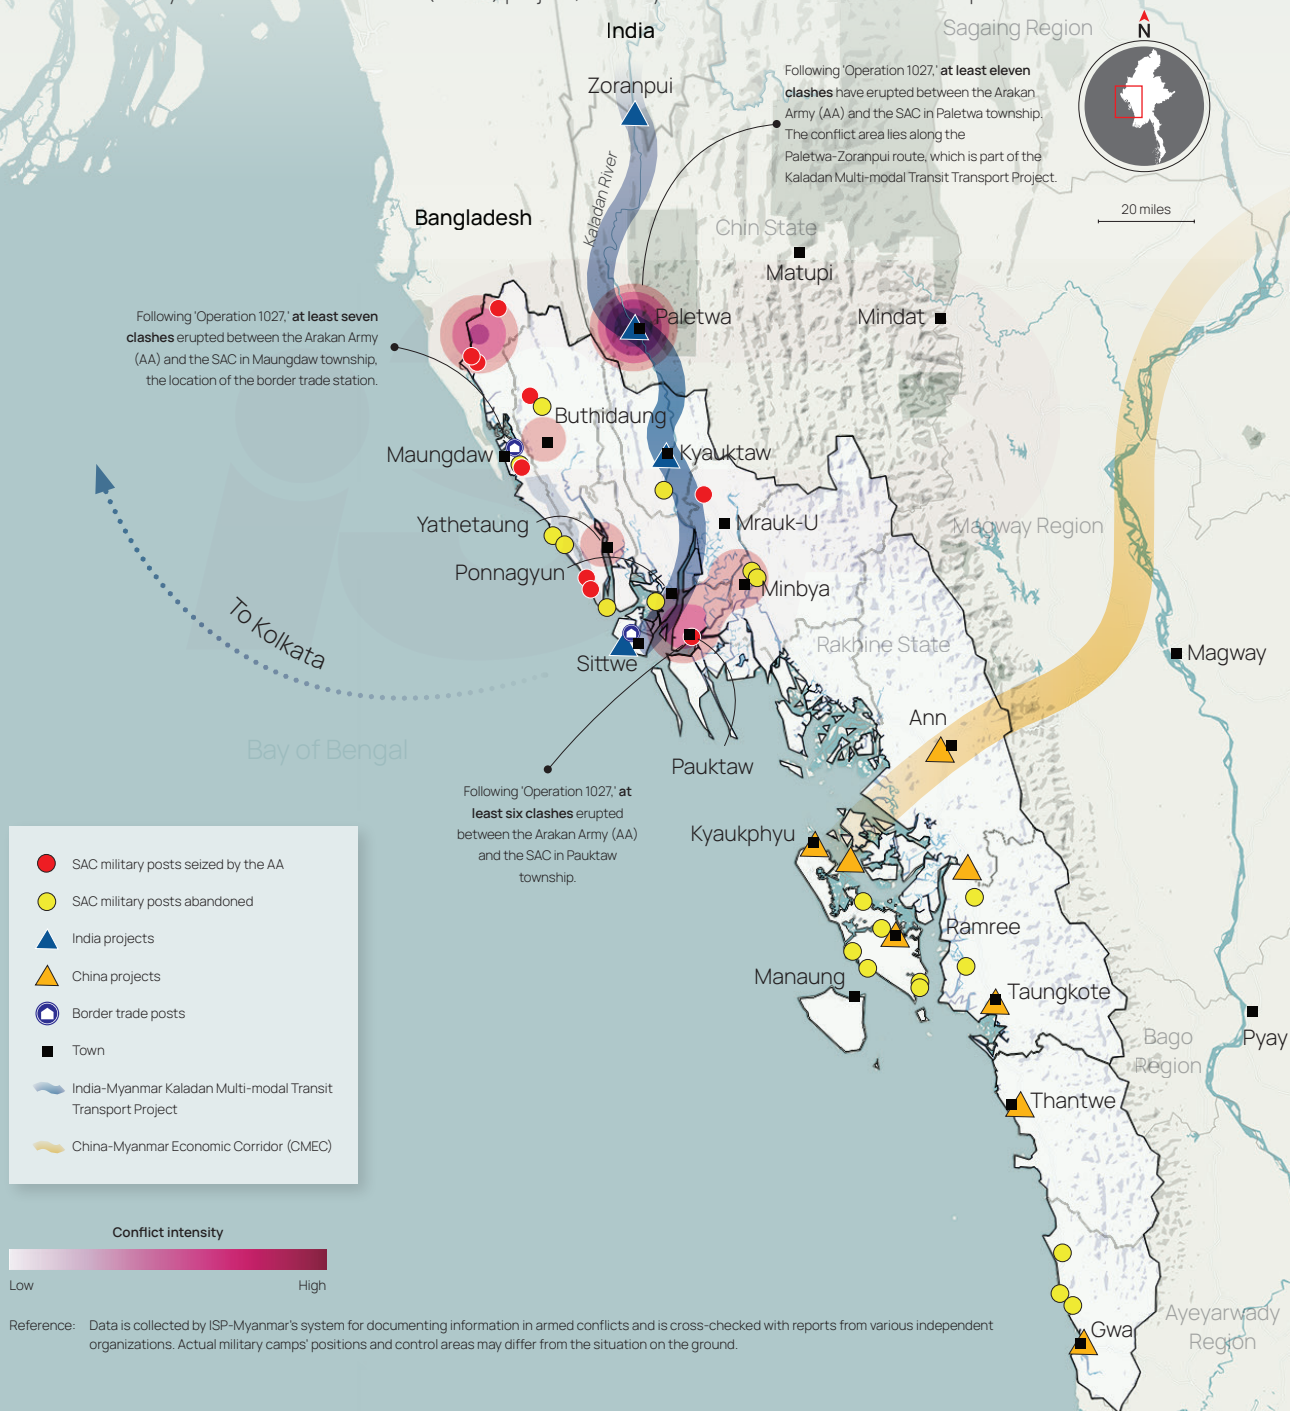 India
Sagaing Region
N
Zoranpui
Following 'Operation 1027,' at least eleven
clashes have erupted between the Arakan
Army (AA) and the SAC in Paletwa township.
The conflict area lies along the
Paletwa-Zoranpui route, which is part of the
Kaladan Multi-modal Transit Transport Project.
20 miles
Kaladan River
Bangladesh
Chin State
Matupi
Following 'Operation 1027,' at least seven
clashes erupted between the Arakan Army
(AA) and the SAC in Maungdaw township,
the location of the border trade station.
Paletwa
Mindat
Buthidaung
Maungdaw
Kyauktaw
Yathetaung
Mrauk-U
Magway Region
Ponnagyun
Minbya
To Kolkata
Rakhine State
Magway
Sittwe
Ann
Bay of Bengal
Pauktaw
Following 'Operation 1027,' at
least six clashes erupted
between the Arakan Army (AA)
and the SAC in Pauktaw
township.
Kyaukphyu
Ramree
Manaung
Taungkote
Bago
Region
Pyay
Thantwe
Ayeyarwady
Region
Gwa
SAC military posts seized by the AA
SAC military posts abandoned
India projects
China projects
Border trade posts
Town
India-Myanmar Kaladan Multi-modal Transit
Transport Project
China-Myanmar Economic Corridor (CMEC)
Conflict intensity
Low High
Reference: Data is collected by ISP-Myanmar's system for documenting information in armed conflicts and is cross-checked with reports from various independent
organizations. Actual military camps' positions and control areas may differ from the situation on the ground.